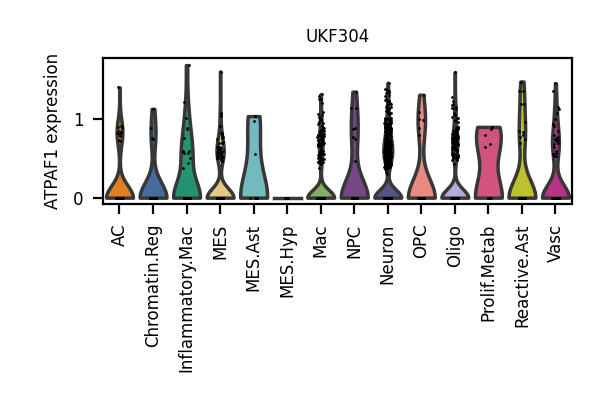 UKF304
ATPAF1 expression
1
0
AC
Chromatin.Reg
Inflammatory.Mac
MES
MES.Ast
MES.Hyp
Mac
NPC
Neuron
OPC
Oligo
Prolif.Metab
Reactive.Ast
Vasc